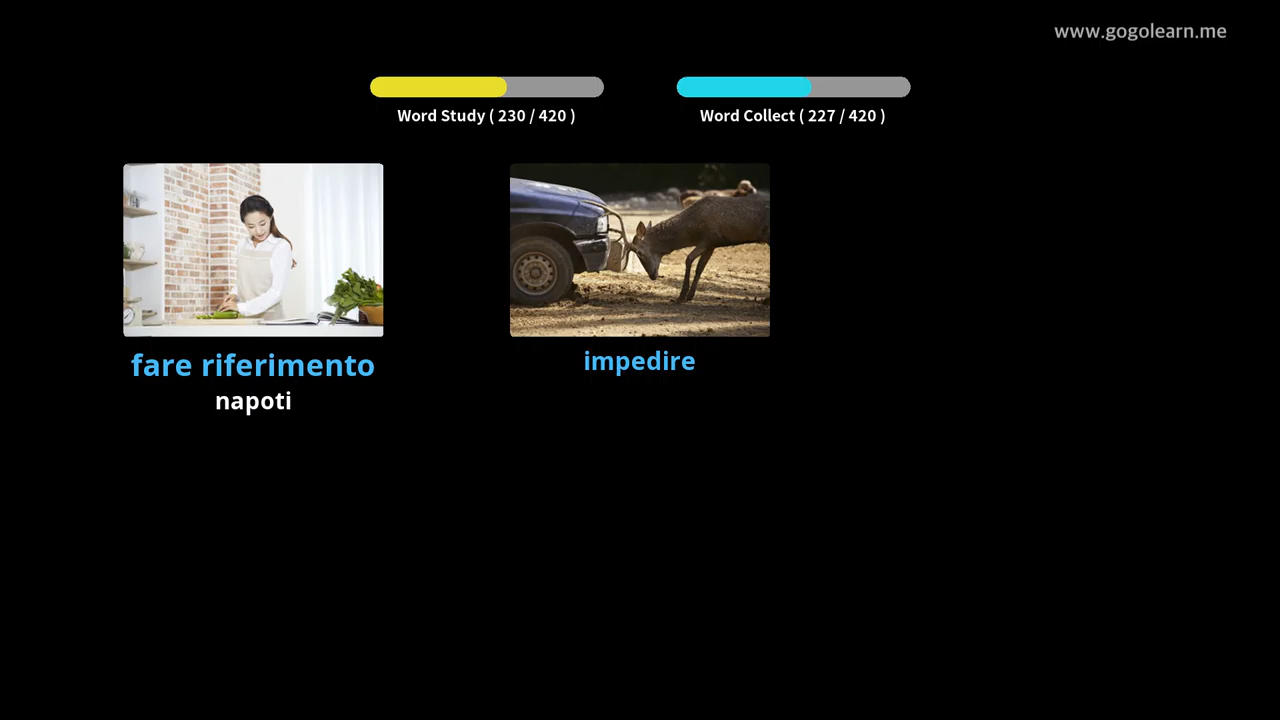 www.gogolearn.me
Word Study ( 230 / 420 )
Word Collect ( 227 / 420 )
fare riferimento
napoti
impedire